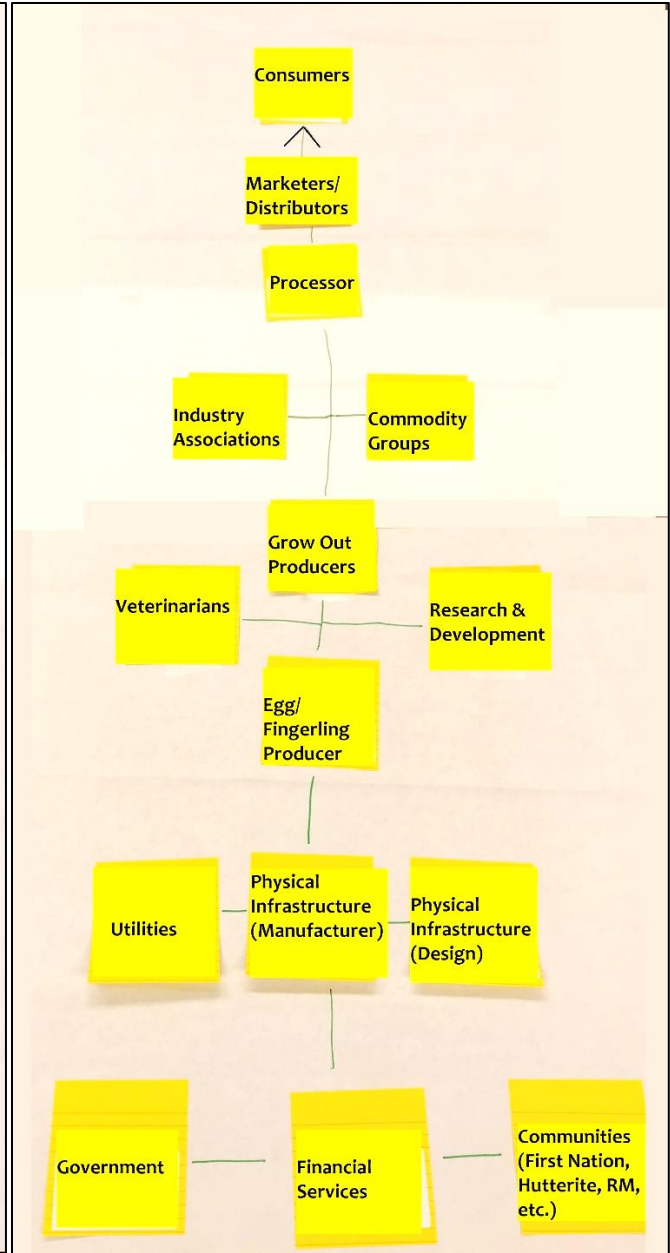 Consumers
Marketers/
Distributors
Processor
Industry
Associations
Commodity
Groups
Grow Out
Producers
Veterinarians
Research &
Development
Egg/
Fingerling
Producer
Utilities
Physical
Infrastructure
(Manufacturer)
Physical
Infrastructure
(Design)
Government
Financial
Services
Communities
(First Nation,
Hutterite, RM,
etc.)